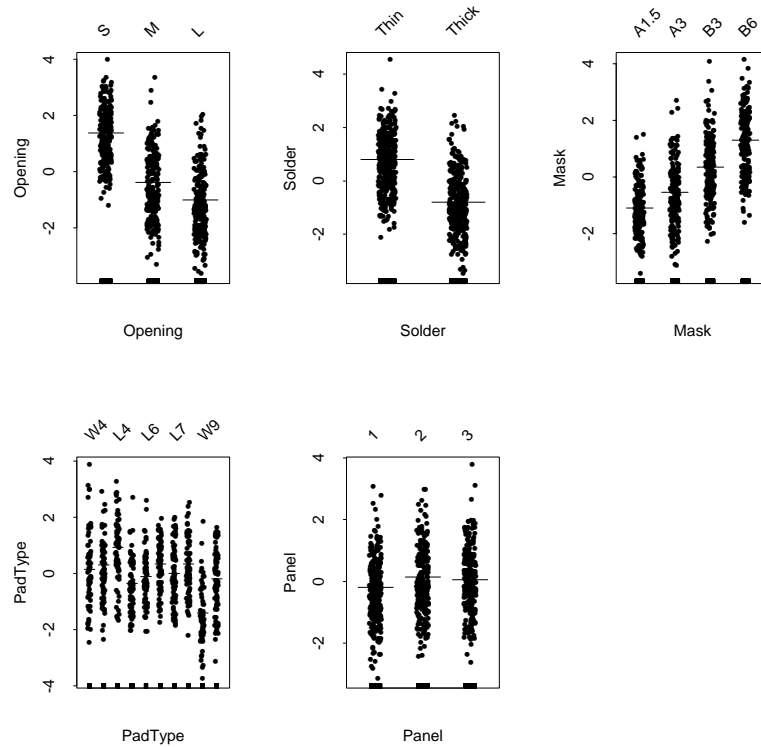 S M L
Opening
4
2
0
-2
Opening
Thin Thick
Solder
4
2
0
-2
Solder
A1.5 A3 B3 B6
Mask
4
2
0
-2
Mask
W4 L4 L6 L7 W9
PadType
4
2
0
-2
-4
PadType
1 2 3
Panel
4
2
0
-2
Panel